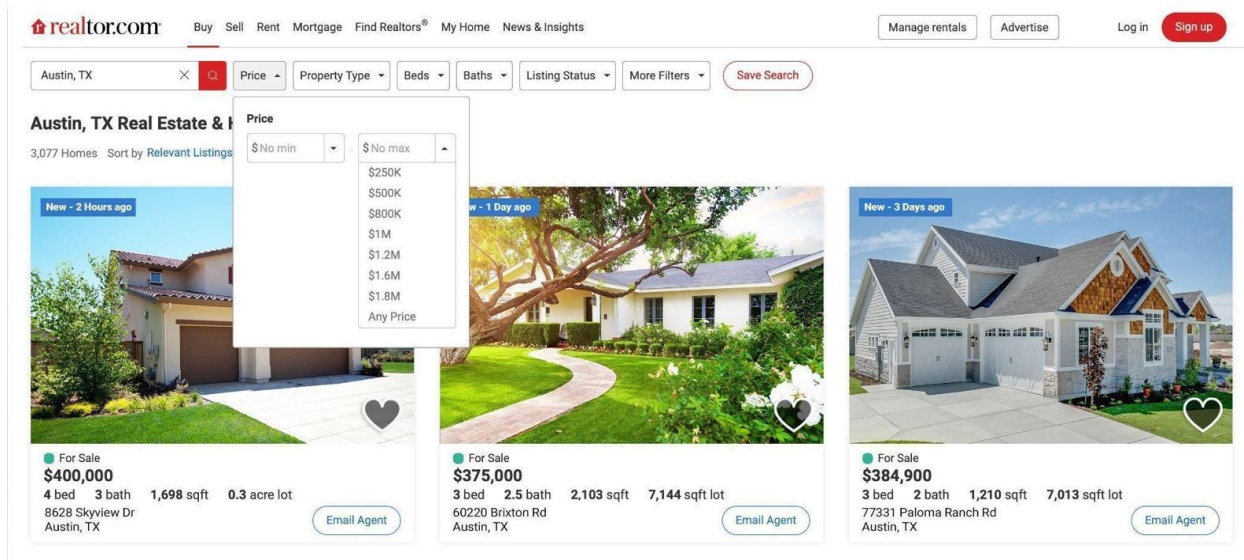 realtor.com
Buy Sell Rent Mortgage Find Realtors® My Home News & Insights
Manage rentals Advertise Log in Sign up
Austin, TX
Price Property Type Beds Baths Listing Status More Filters Save Search
Austin, TX Real Estate &
3,077 Homes Sort by Relevant Listings
Price
$ No min - $ No max
$250K
$500K
$800K
$1M
$1.2M
$1.6M
$1.8M
Any Price
New - 2 Hours ago
For Sale
$400,000
4 bed 3 bath 1,698 sqft 0.3 acre lot
8628 Skyview Dr
Austin, TX
Email Agent
- 1 Day ago
For Sale
$375,000
3 bed 2.5 bath 2,103 sqft 7,144 sqft lot
60220 Brixton Rd
Austin, TX
Email Agent
New - 3 Days ago
For Sale
$384,900
3 bed 2 bath 1,210 sqft 7,013 sqft lot
77331 Paloma Ranch Rd
Austin, TX
Email Agent